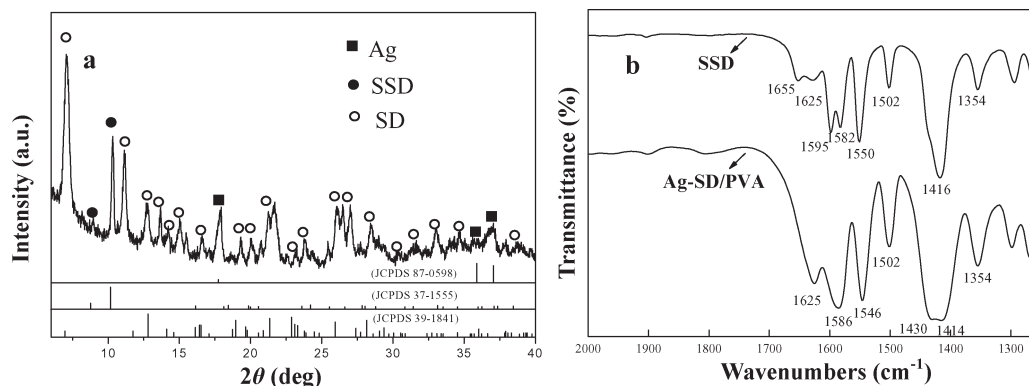 a
Ag
SSD
SD
Intensity (a.u.)
(JCPDS 87-0598)
(JCPDS 37-1555)
(JCPDS 39-1841)
10 15 20 25 30 35 40
2θ (deg)
b
SSD
1655
1625
1595
1582
1550
1502
1416
1354
Ag-SD/PVA
1625
1586
1546
1502
1430
1414
1354
Transmittance (%)
2000 1900 1800 1700 1600 1500 1400 1300
Wavenumbers (cm⁻¹)